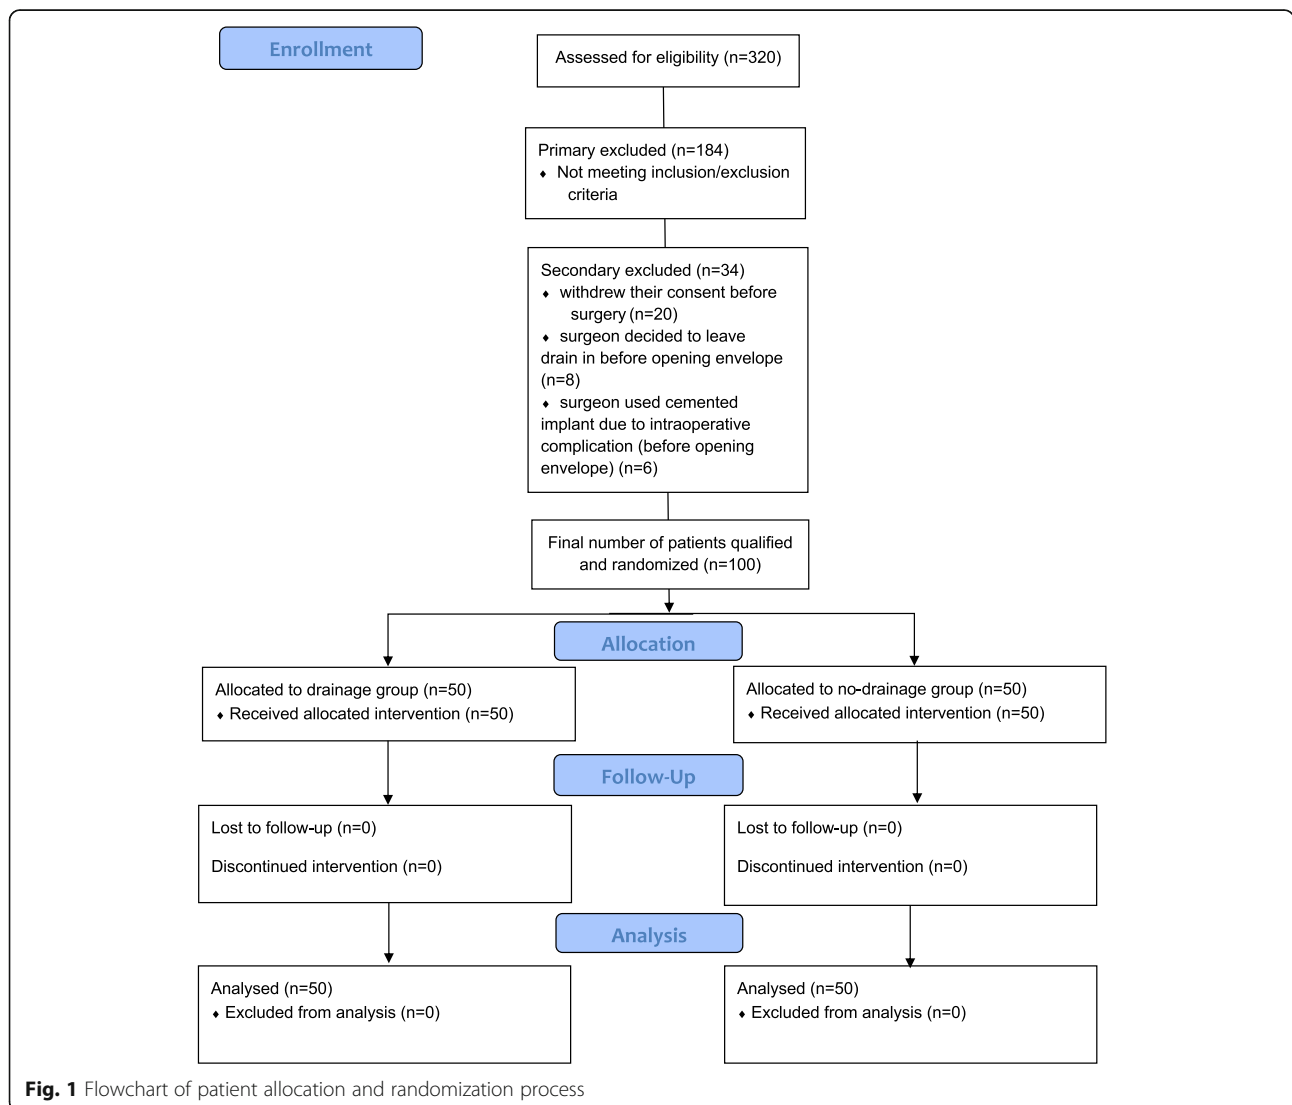 Enrollment
Assessed for eligibility (n=320)
Primary excluded (n=184)
♦ Not meeting inclusion/exclusion
criteria
Secondary excluded (n=34)
♦ withdrew their consent before
surgery (n=20)
♦ surgeon decided to leave
drain in before opening envelope
(n=8)
♦ surgeon used cemented
implant due to intraoperative
complication (before opening
envelope) (n=6)
Final number of patients qualified
and randomized (n=100)
Allocation
Allocated to drainage group (n=50)
♦ Received allocated intervention (n=50)
Allocated to no-drainage group (n=50)
♦ Received allocated intervention (n=50)
Follow-Up
Lost to follow-up (n=0)
Discontinued intervention (n=0)
Lost to follow-up (n=0)
Discontinued intervention (n=0)
Analysis
Analysed (n=50)
♦ Excluded from analysis (n=0)
Analysed (n=50)
♦ Excluded from analysis (n=0)
Fig. 1 Flowchart of patient allocation and randomization process